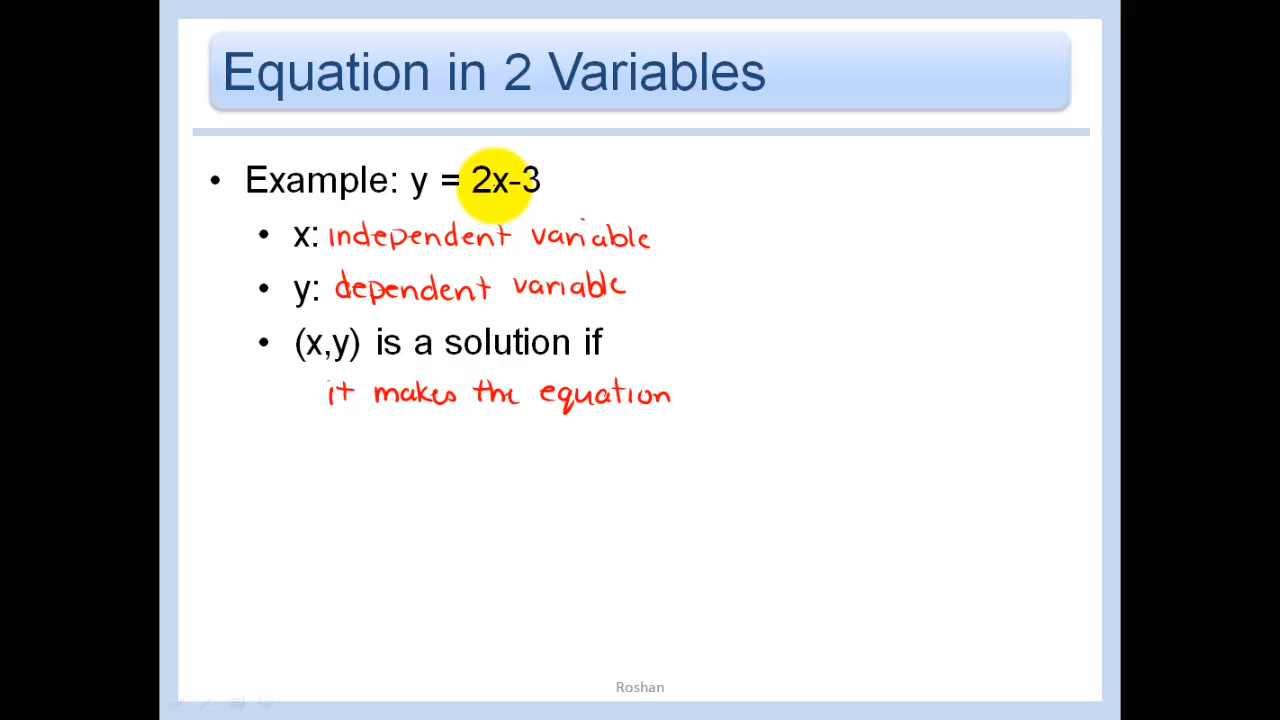 Equation in 2 Variables
• Example: y = 2x-3
• x: independent variable
• y: dependent variable
• (x,y) is a solution if
it makes the equation
Roshan